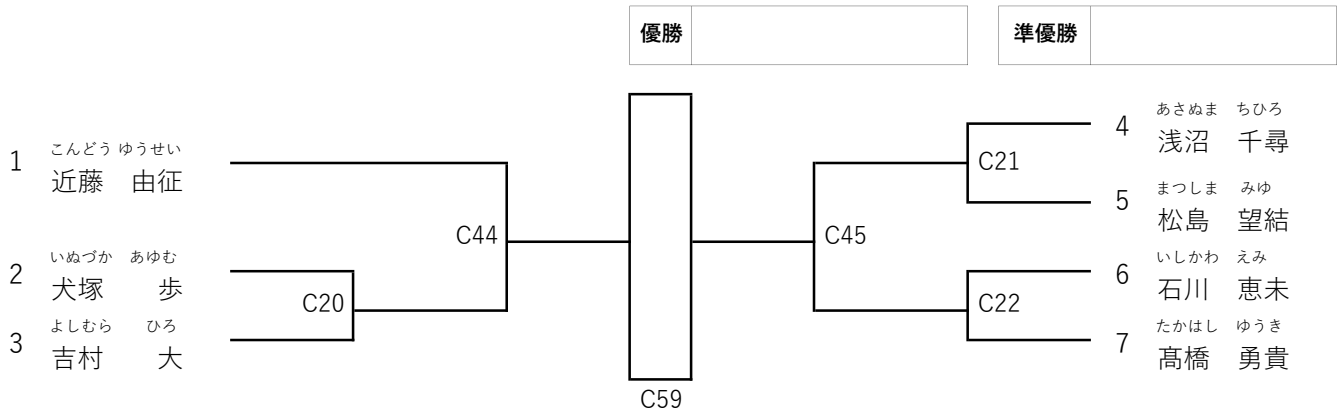 優勝
準優勝
1
こんどう ゆうせい
近藤　由征
2
いぬづか　あゆむ
犬塚　　歩
3
よしむら　　ひろ
吉村　　大
C20
C44
C59
C45
C21
C22
4
あさぬま　ちひろ
浅沼　千尋
5
まつしま　みゆ
松島　望結
6
いしかわ　えみ
石川　恵未
7
たかはし　ゆうき
髙橋　勇貴